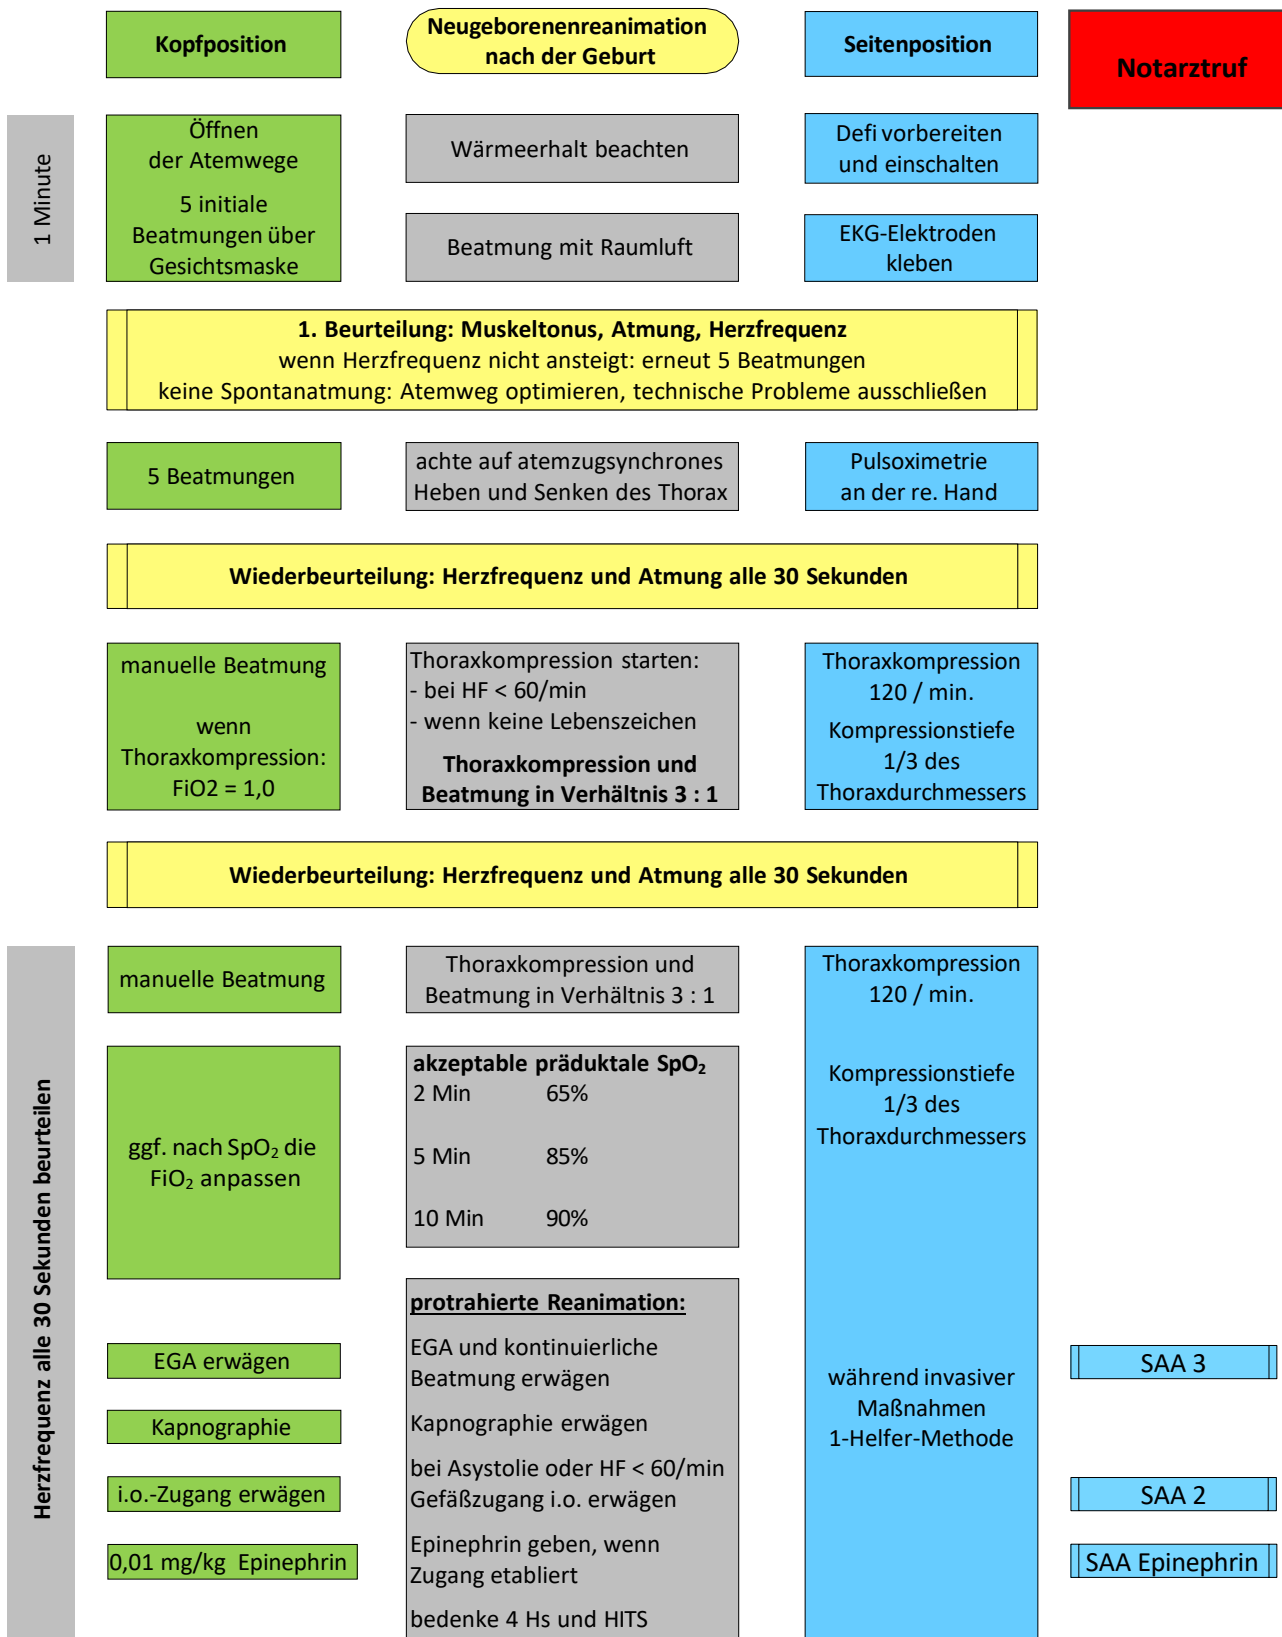 Kopfposition
Neugeborenenreanimation
nach der Geburt
Seitenposition
Notarztruf
1 Minute
Öffnen
der Atemwege
5 initiale
Beatmungen über
Gesichtsmaske
Wärmeerhalt beachten
Beatmung mit Raumluft
Defi vorbereiten
und einschalten
EKG-Elektroden
kleben
1. Beurteilung: Muskeltonus, Atmung, Herzfrequenz
wenn Herzfrequenz nicht ansteigt: erneut 5 Beatmungen
keine Spontanatmung: Atemweg optimieren, technische Probleme ausschließen
5 Beatmungen
achte auf atemzugsynchrones
Heben und Senken des Thorax
Pulsoximetrie
an der re. Hand
Wiederbeurteilung: Herzfrequenz und Atmung alle 30 Sekunden
manuelle Beatmung
wenn
Thoraxkompression:
FiO2 = 1,0
Thoraxkompression starten:
- bei HF < 60/min
- wenn keine Lebenszeichen
Thoraxkompression und
Beatmung in Verhältnis 3 : 1
Thoraxkompression
120 / min.
Kompressionstiefe
1/3 des
Thoraxdurchmessers
Wiederbeurteilung: Herzfrequenz und Atmung alle 30 Sekunden
Herzfrequenz alle 30 Sekunden beurteilen
manuelle Beatmung
Thoraxkompression und
Beatmung in Verhältnis 3 : 1
Thoraxkompression
120 / min.
Kompressionstiefe
1/3 des
Thoraxdurchmessers
ggf. nach SpO₂ die
FiO₂ anpassen
akzeptable präduktale SpO₂
2 Min 65%
5 Min 85%
10 Min 90%
protrahierte Reanimation:
EGA und kontinuierliche
Beatmung erwägen
Kapnographie erwägen
bei Asystolie oder HF < 60/min
Gefäßzugang i.o. erwägen
Epinephrin geben, wenn
Zugang etabliert
bedenke 4 Hs und HITS
EGA erwägen
Kapnographie
i.o.-Zugang erwägen
0,01 mg/kg Epinephrin
während invasiver
Maßnahmen
1-Helfer-Methode
SAA 3
SAA 2
SAA Epinephrin